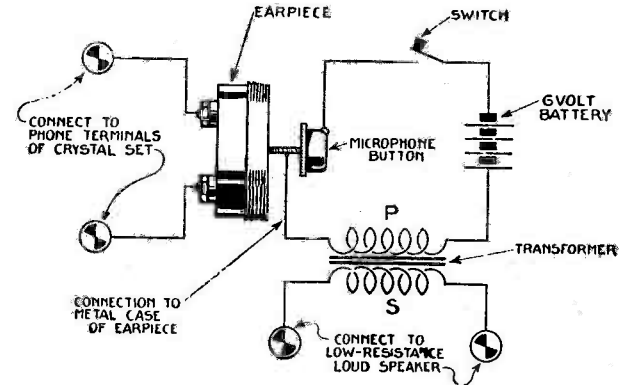 EARPIECE
SWITCH
CONNECT TO
PHONE TERMINALS
OF CRYSTAL SET
6 VOLT
BATTERY
MICROPHONE
BUTTON
P
TRANSFORMER
S
CONNECTION TO
METAL CASE
OF EARPIECE
CONNECT TO
LOW-RESISTANCE
LOUD SPEAKER